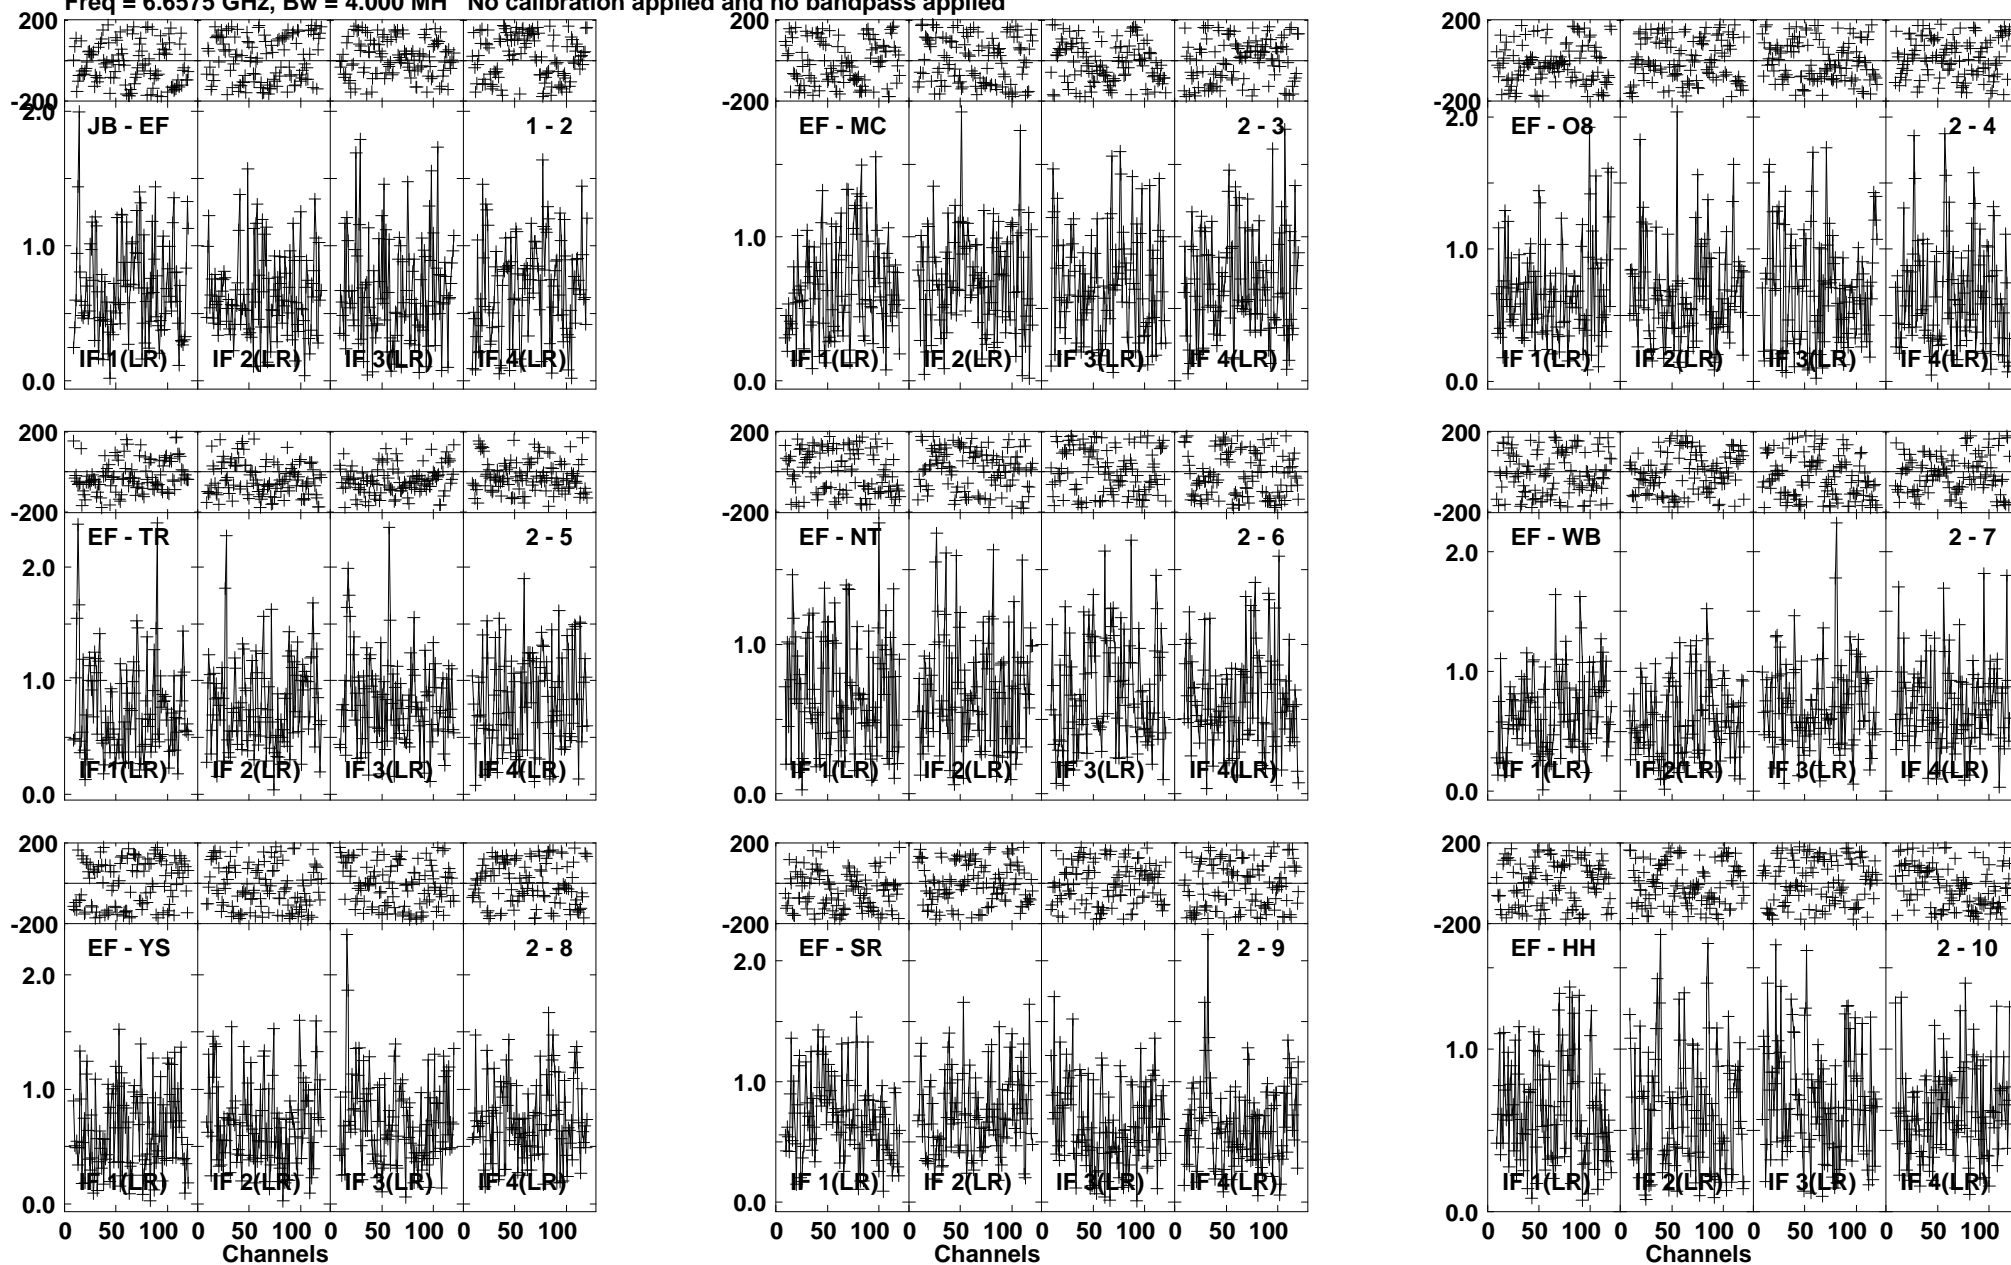 Freq = 6.6575 GHz, Bw = 4.000 MH No calibration applied and no bandpass applied
200
-200
2.0
1.0
0.0
JB - EF
1 - 2
IF 1(LR)
IF 2(LR)
IF 3(LR)
IF 4(LR)
200
-200
1.0
0.0
EF - MC
2 - 3
IF 1(LR)
IF 2(LR)
IF 3(LR)
IF 4(LR)
200
-200
2.0
1.0
0.0
EF - O8
2 - 4
IF 1(LR)
IF 2(LR)
IF 3(LR)
IF 4(LR)
200
-200
2.0
1.0
0.0
EF - TR
2 - 5
IF 1(LR)
IF 2(LR)
IF 3(LR)
IF 4(LR)
200
-200
1.0
0.0
EF - NT
2 - 6
IF 1(LR)
IF 2(LR)
IF 3(LR)
IF 4(LR)
200
-200
2.0
1.0
0.0
EF - WB
2 - 7
IF 1(LR)
IF 2(LR)
IF 3(LR)
IF 4(LR)
200
-200
2.0
1.0
0.0
EF - YS
2 - 8
IF 1(LR)
IF 2(LR)
IF 3(LR)
IF 4(LR)
0 50 100 0 50 100 0 50 100 0 50 100
Channels
200
-200
2.0
1.0
0.0
EF - SR
2 - 9
IF 1(LR)
IF 2(LR)
IF 3(LR)
IF 4(LR)
0 50 100 0 50 100 0 50 100 0 50 100
Channels
200
-200
1.0
0.0
EF - HH
2 - 10
IF 1(LR)
IF 2(LR)
IF 3(LR)
IF 4(LR)
0 50 100 0 50 100 0 50 100 0 50 100
Channels